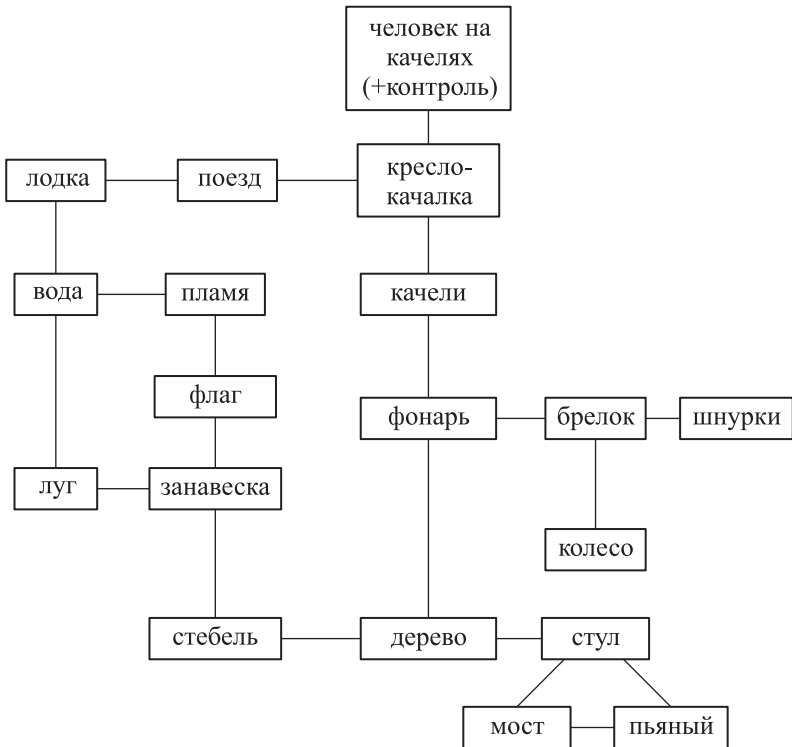 человек на
качелях
(+контроль)
лодка
поезд
кресло-
качалка
вода
пламя
качели
флаг
фонарь
брелок
шнурки
луг
занавеска
колесо
стебель
дерево
стул
мост
пьяный